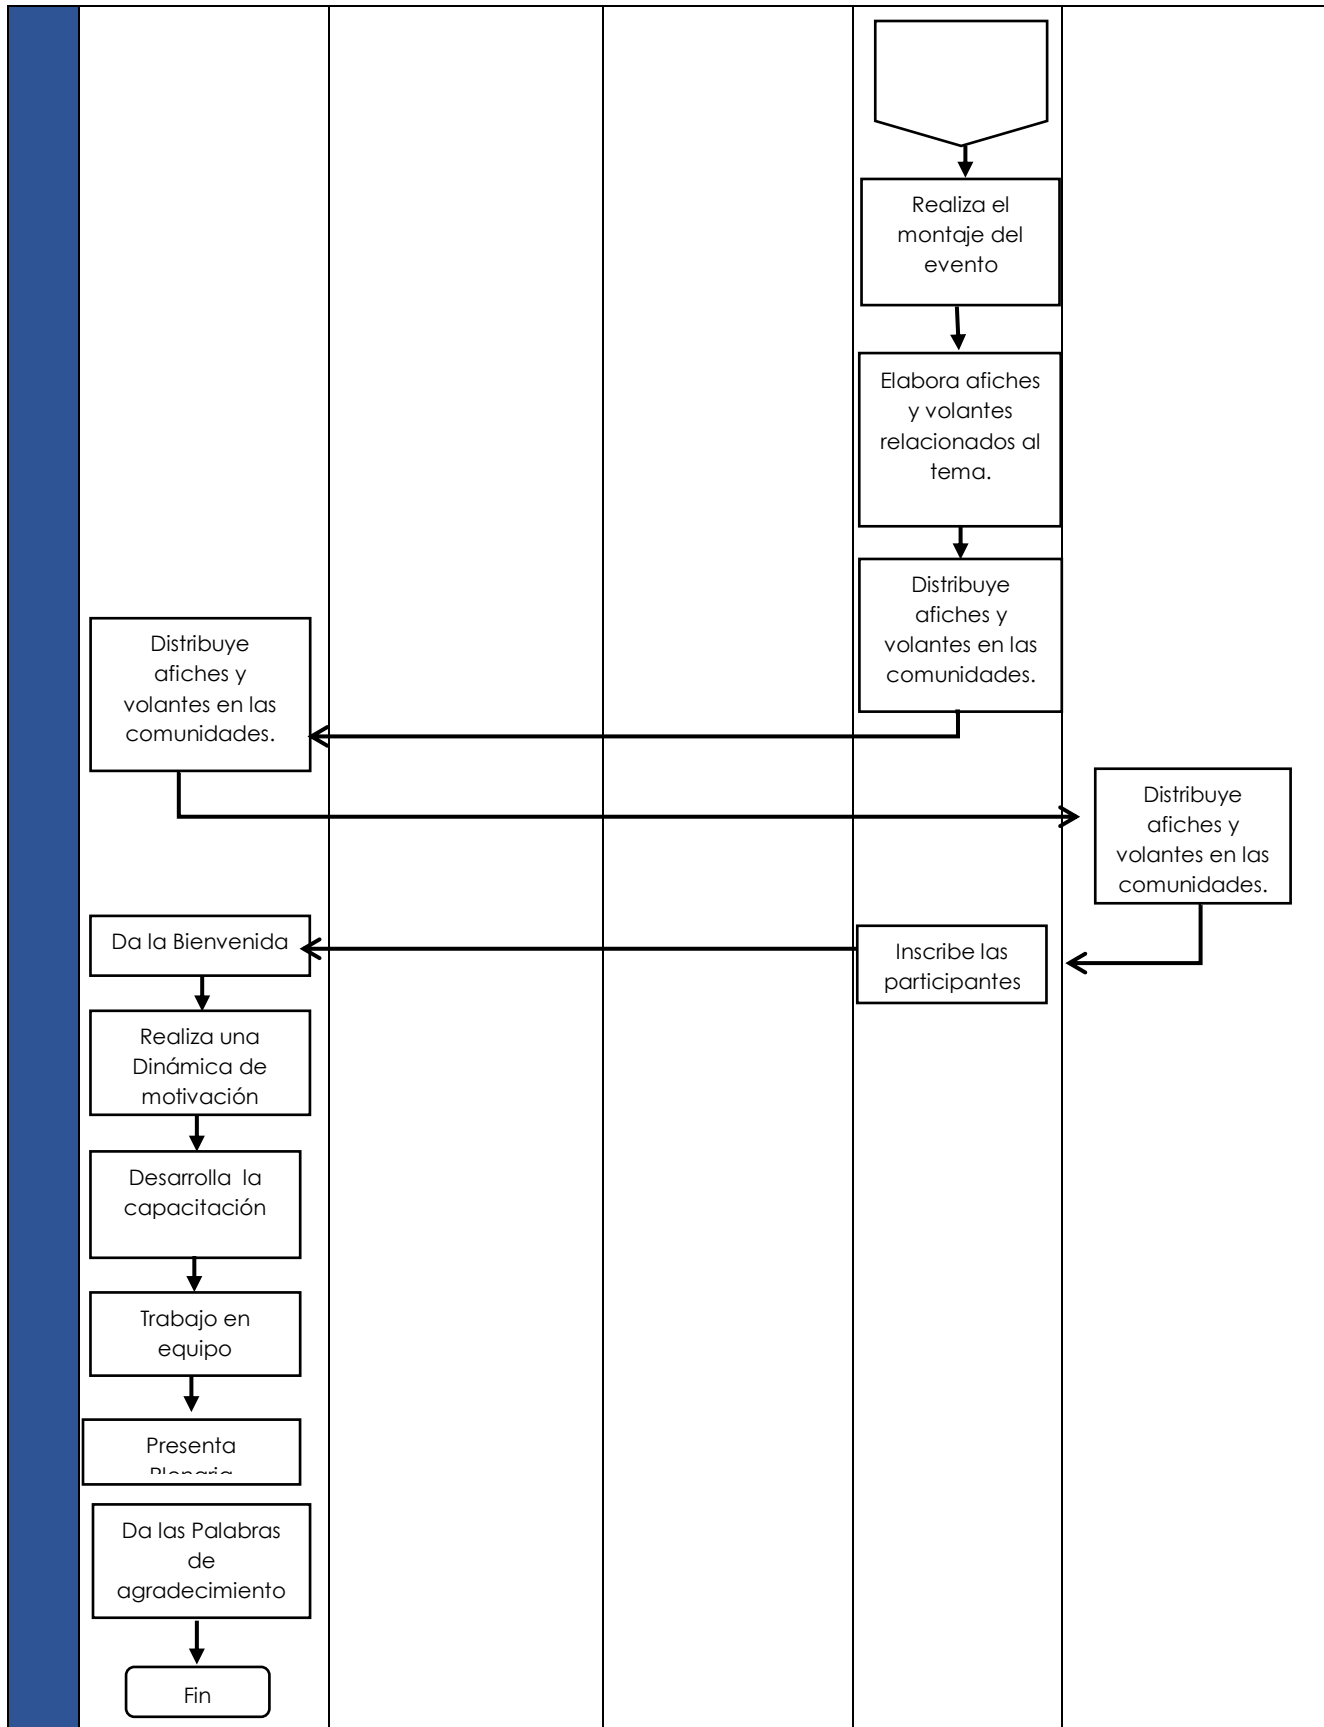 Realiza el
montaje del
evento
Elabora afiches
y volantes
relacionados al
tema.
Distribuye
afiches y
volantes en las
comunidades.
Distribuye
afiches y
volantes en las
comunidades.
Distribuye
afiches y
volantes en las
comunidades.
Inscribe las
participantes
Da la Bienvenida
Realiza una
Dinámica de
motivación
Desarrolla la
capacitación
Trabajo en
equipo
Presenta
Plenaria
Da las Palabras
de
agradecimiento
Fin